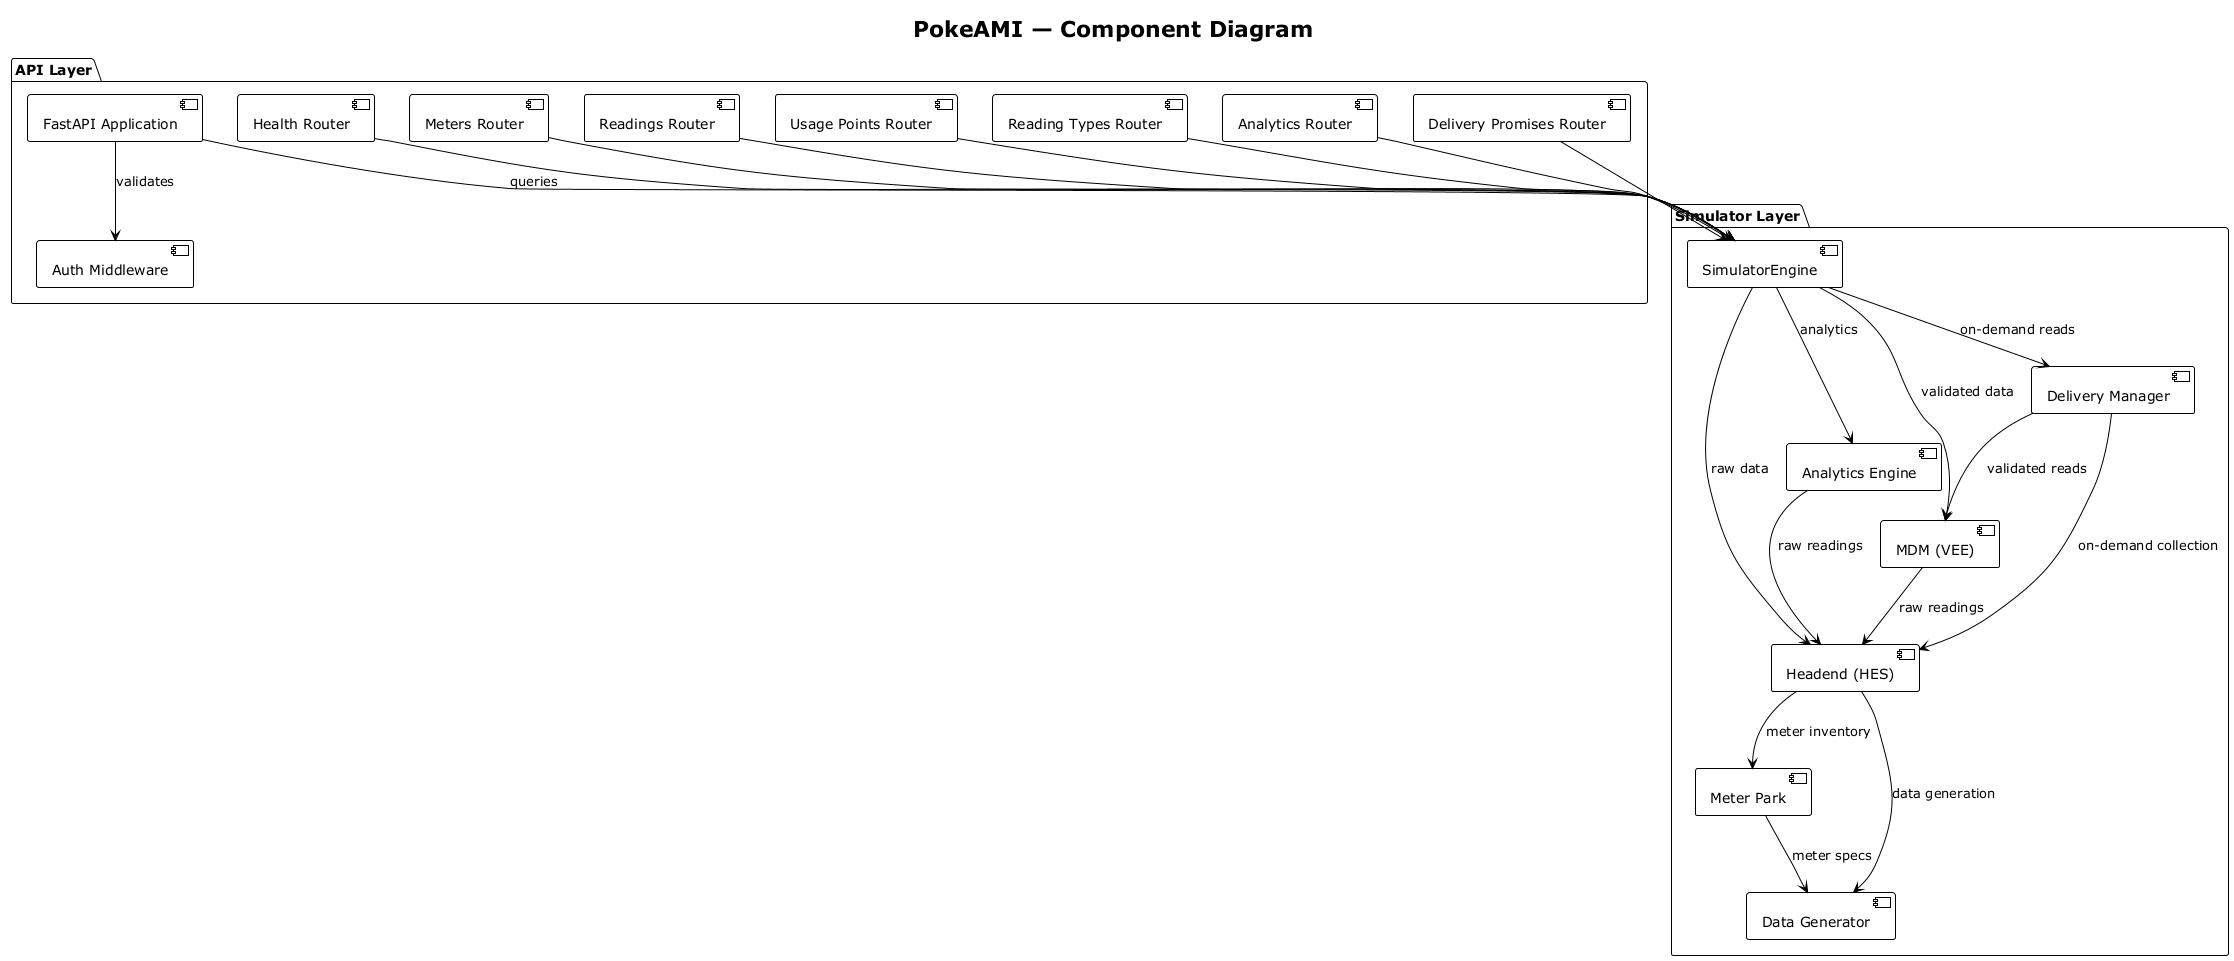 PokeAMI — Component Diagram
API Layer
FastAPI Application
Health Router
Meters Router
Readings Router
Usage Points Router
Reading Types Router
Analytics Router
Delivery Promises Router
validates
queries
Auth Middleware
Simulator Layer
SimulatorEngine
analytics
on-demand reads
validated data
Delivery Manager
raw data
Analytics Engine
validated reads
raw readings
MDM (VEE)
on-demand collection
raw readings
Headend (HES)
meter inventory
data generation
Meter Park
meter specs
Data Generator